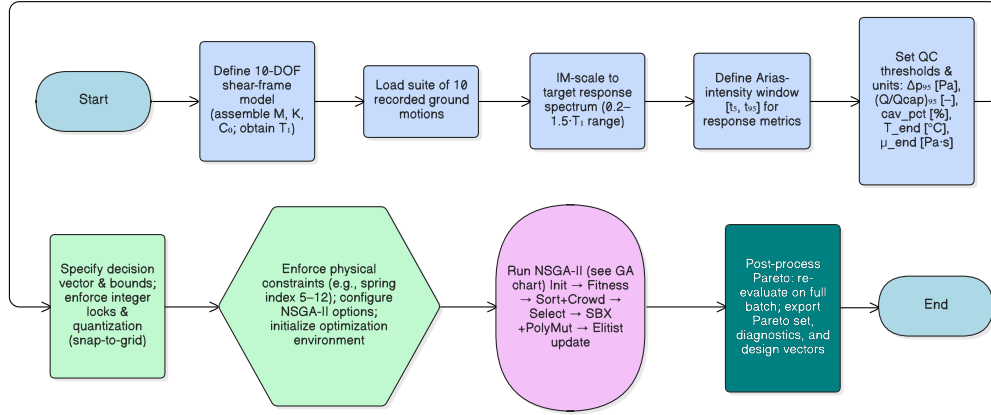 Start
Define 10-DOF
shear-frame
model
(assemble M, K,
C₀; obtain T₁)
Load suite of 10
recorded ground
motions
IM-scale to
target response
spectrum (0.2–
1.5·T₁ range)
Define Arias-
intensity window
[t₅, t₉₅] for
response metrics
Set QC
thresholds &
units: Δp₉₅ [Pa],
(Q/Qcap)₉₅ [–],
cav_pct [%],
T_end [°C],
μ_end [Pa·s]
Specify decision
vector & bounds;
enforce integer
locks & quantization
(snap-to-grid)
Enforce physical
constraints (e.g., spring
index 5–12); configure
NSGA-II options;
initialize optimization
environment
Run NSGA-II (see GA
chart) Init → Fitness
→ Sort+Crowd →
Select → SBX
+PolyMut → Elitist
update
Post-process
Pareto: re-
evaluate on full
batch; export
Pareto set,
diagnostics, and
design vectors
End